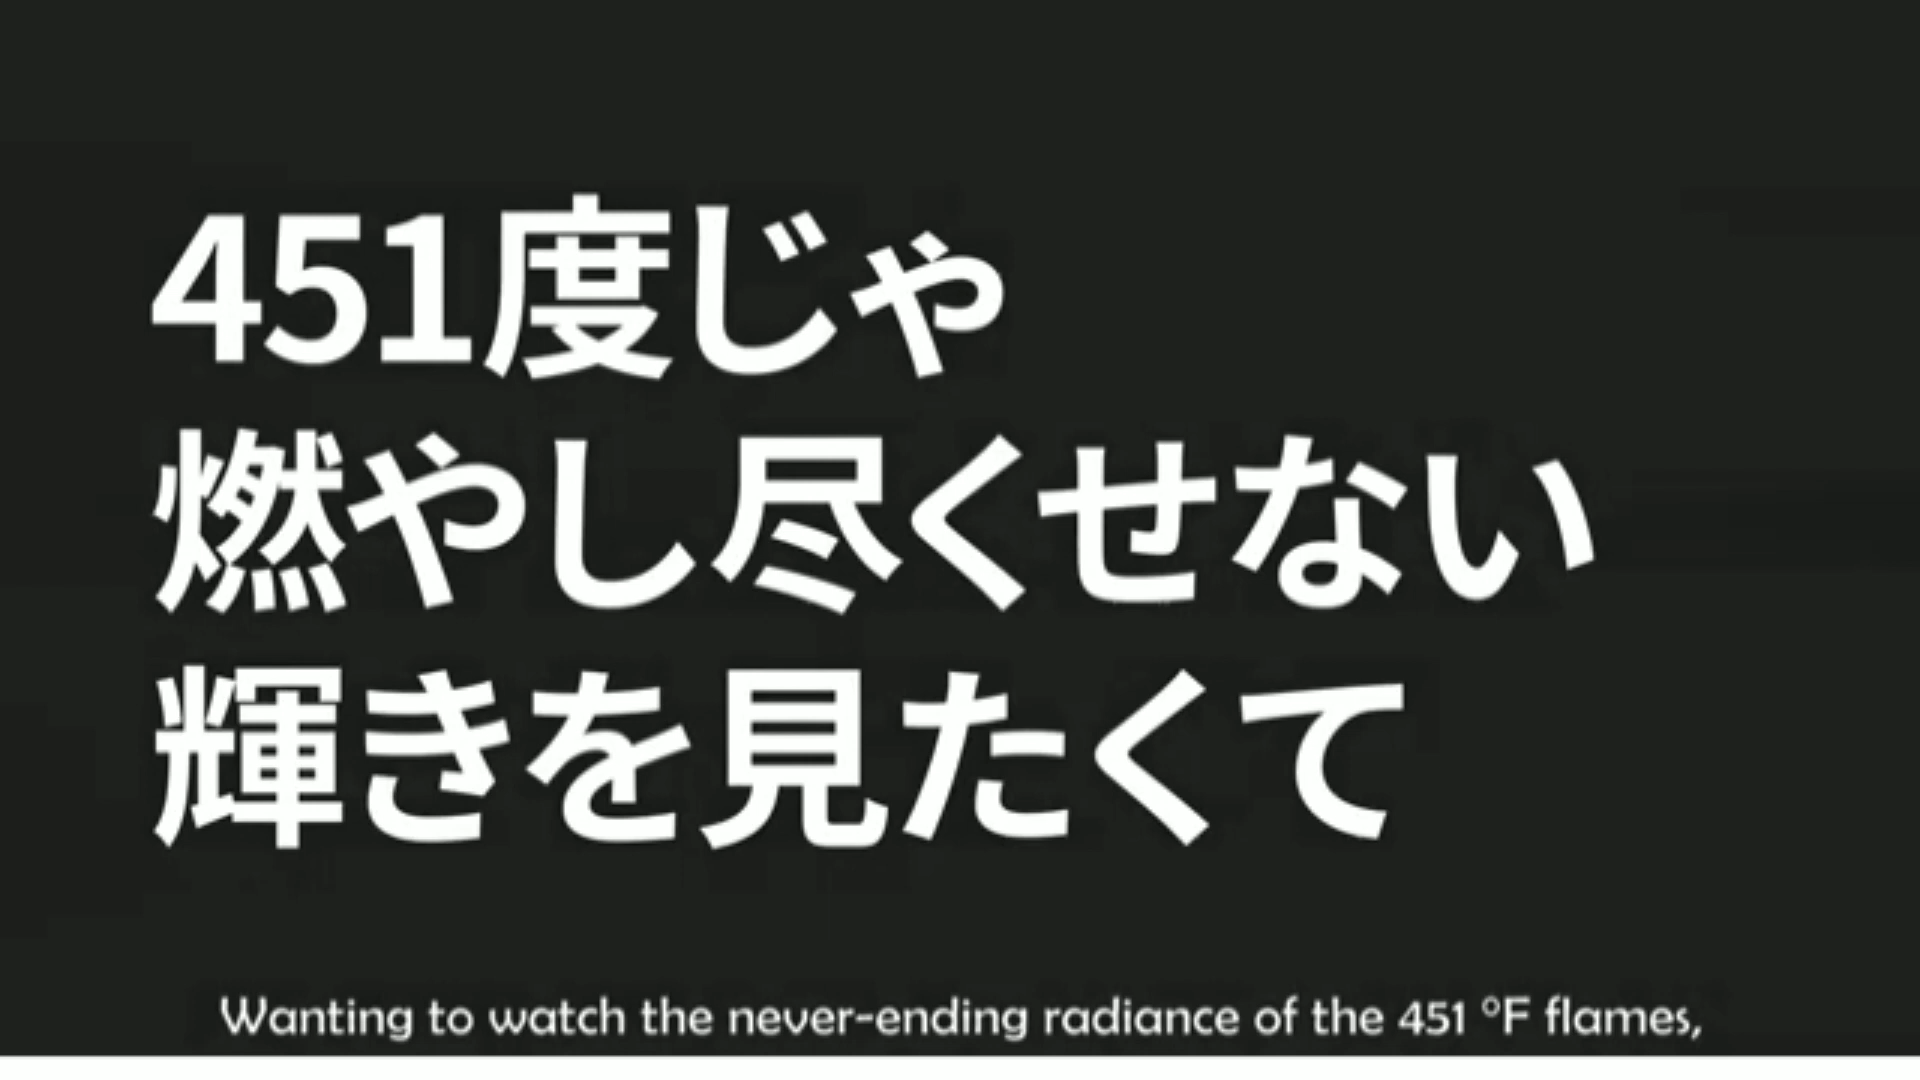 451度じゃ
燃やし尽くせない
輝きを見たくて
Wanting to watch the never-ending radiance of the 451 °F flames,